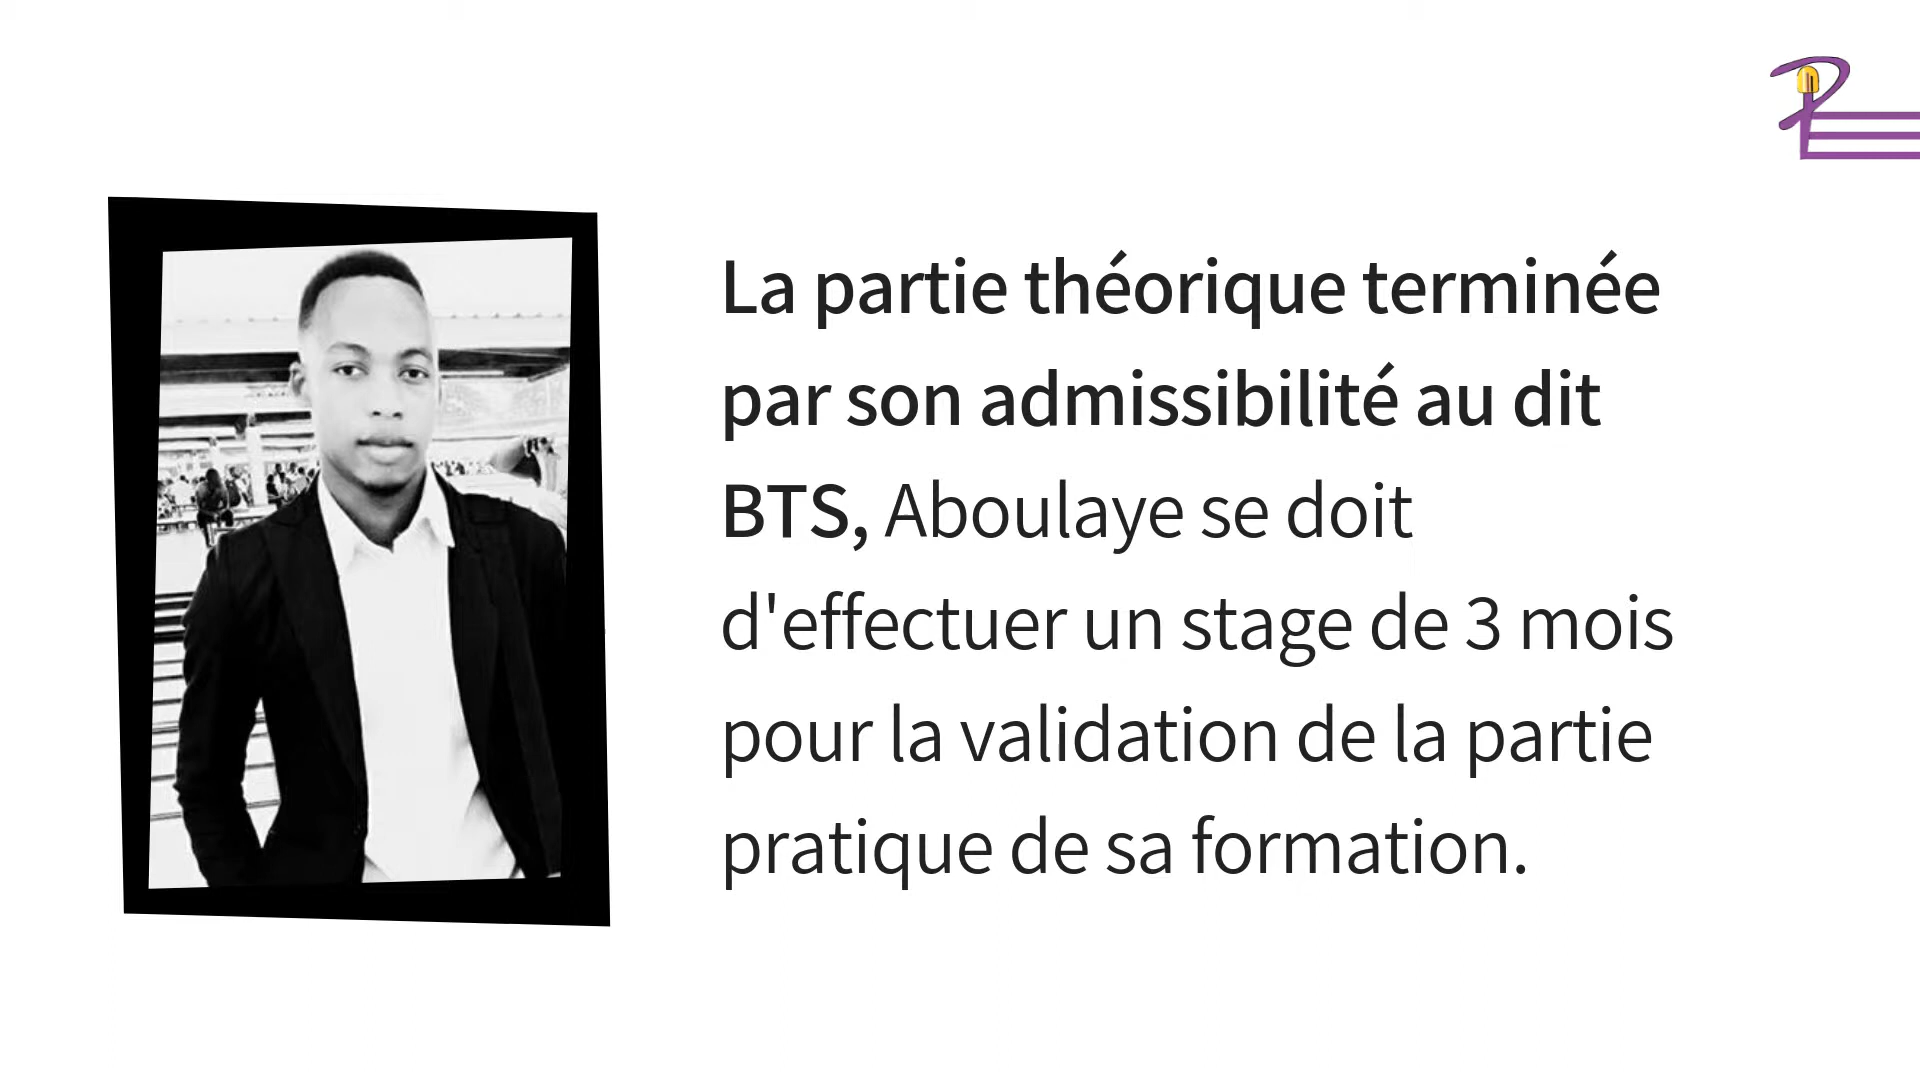 La partie théorique terminée
par son admissibilité au dit
BTS, Aboulaye se doit
d'effectuer un stage de 3 mois
pour la validation de la partie
pratique de sa formation.